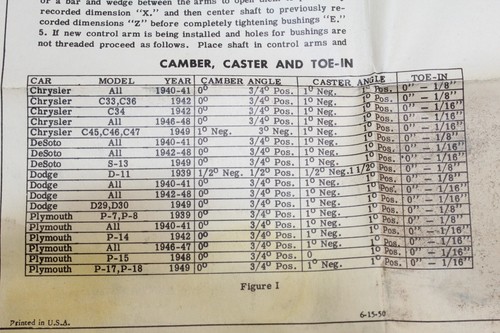 or a bar and wedge between the arms to open them to
recorded dimension "X." and then center shaft to previously re-
corded dimensions "Z" before completely tightening bushings "E."
5. If new control arm is being installed and holes for bushings are
not threaded proceed as follows. Place shaft in control arms and
CAMBER, CASTER AND TOE-IN
CAR MODEL YEAR CAMBER ANGLE CASTER ANGLE TOE-IN
Chrysler All 1940-41 0° 3/4° Pos. 1° Neg. 1° Pos. 0" - 1/8"
Chrysler C33,C36 1942 0° 3/4° Pos. 1° Neg. 1° Pos. 0" - 1/8"
Chrysler C34 1942 0° 3/4° Pos. 1° Neg. 1° Pos. 0" - 1/16"
Chrysler All 1946-48 0° 3/4° Pos. 1° Neg. 1° Pos. 0" - 1/16"
Chrysler C45,C46,C47 1949 1° Neg. 3° Neg. 1° Neg. 1° Pos. 0" - 1/16"
DeSoto All 1940-41 0° 3/4° Pos. 1° Neg. 1° Pos. 0" - 1/8"
DeSoto All 1942-48 0° 3/4° Pos. 1° Neg. 1° Pos. 0" - 1/16"
DeSoto S-13 1949 0° 3/4° Pos. 1° Neg. 1° Pos. 0" - 1/16"
Dodge D-11 1939 1/2° Neg. 1/2° Pos. 1/2° Neg. 1 1/8° Pos. 0" - 1/8"
Dodge All 1940-41 0° 3/4° Pos. 1° Neg. 1° Pos. 0" - 1/8"
Dodge All 1942-48 0° 3/4° Pos. 1° Neg. 1° Pos. 0" - 1/16"
Dodge D29,D30 1949 0° 3/4° Pos. 1° Neg. 1° Pos. 0" - 1/16"
Plymouth P-7,P-8 1939 0° 3/4° Pos. 1° Neg. 1° Pos. 0" - 1/8"
Plymouth All 1940-41 0° 3/4° Pos. 1° Neg. 1° Pos. 0" - 1/8"
Plymouth P-14 1942 0° 3/4° Pos. 1° Neg. 1° Pos. 0" - 1/16"
Plymouth All 1946-47 0° 3/4° Pos. 1° Neg. 1° Pos. 0" - 1/16"
Plymouth P-15 1948 0° 3/4° Pos. 0 1° Pos. 0" - 1/16"
Plymouth P-17,P-18 1949 0° 3/4° Pos. 1° Neg. 1° Pos. 0" - 1/16"
Figure I
Printed in U.S.A. 6-15-50